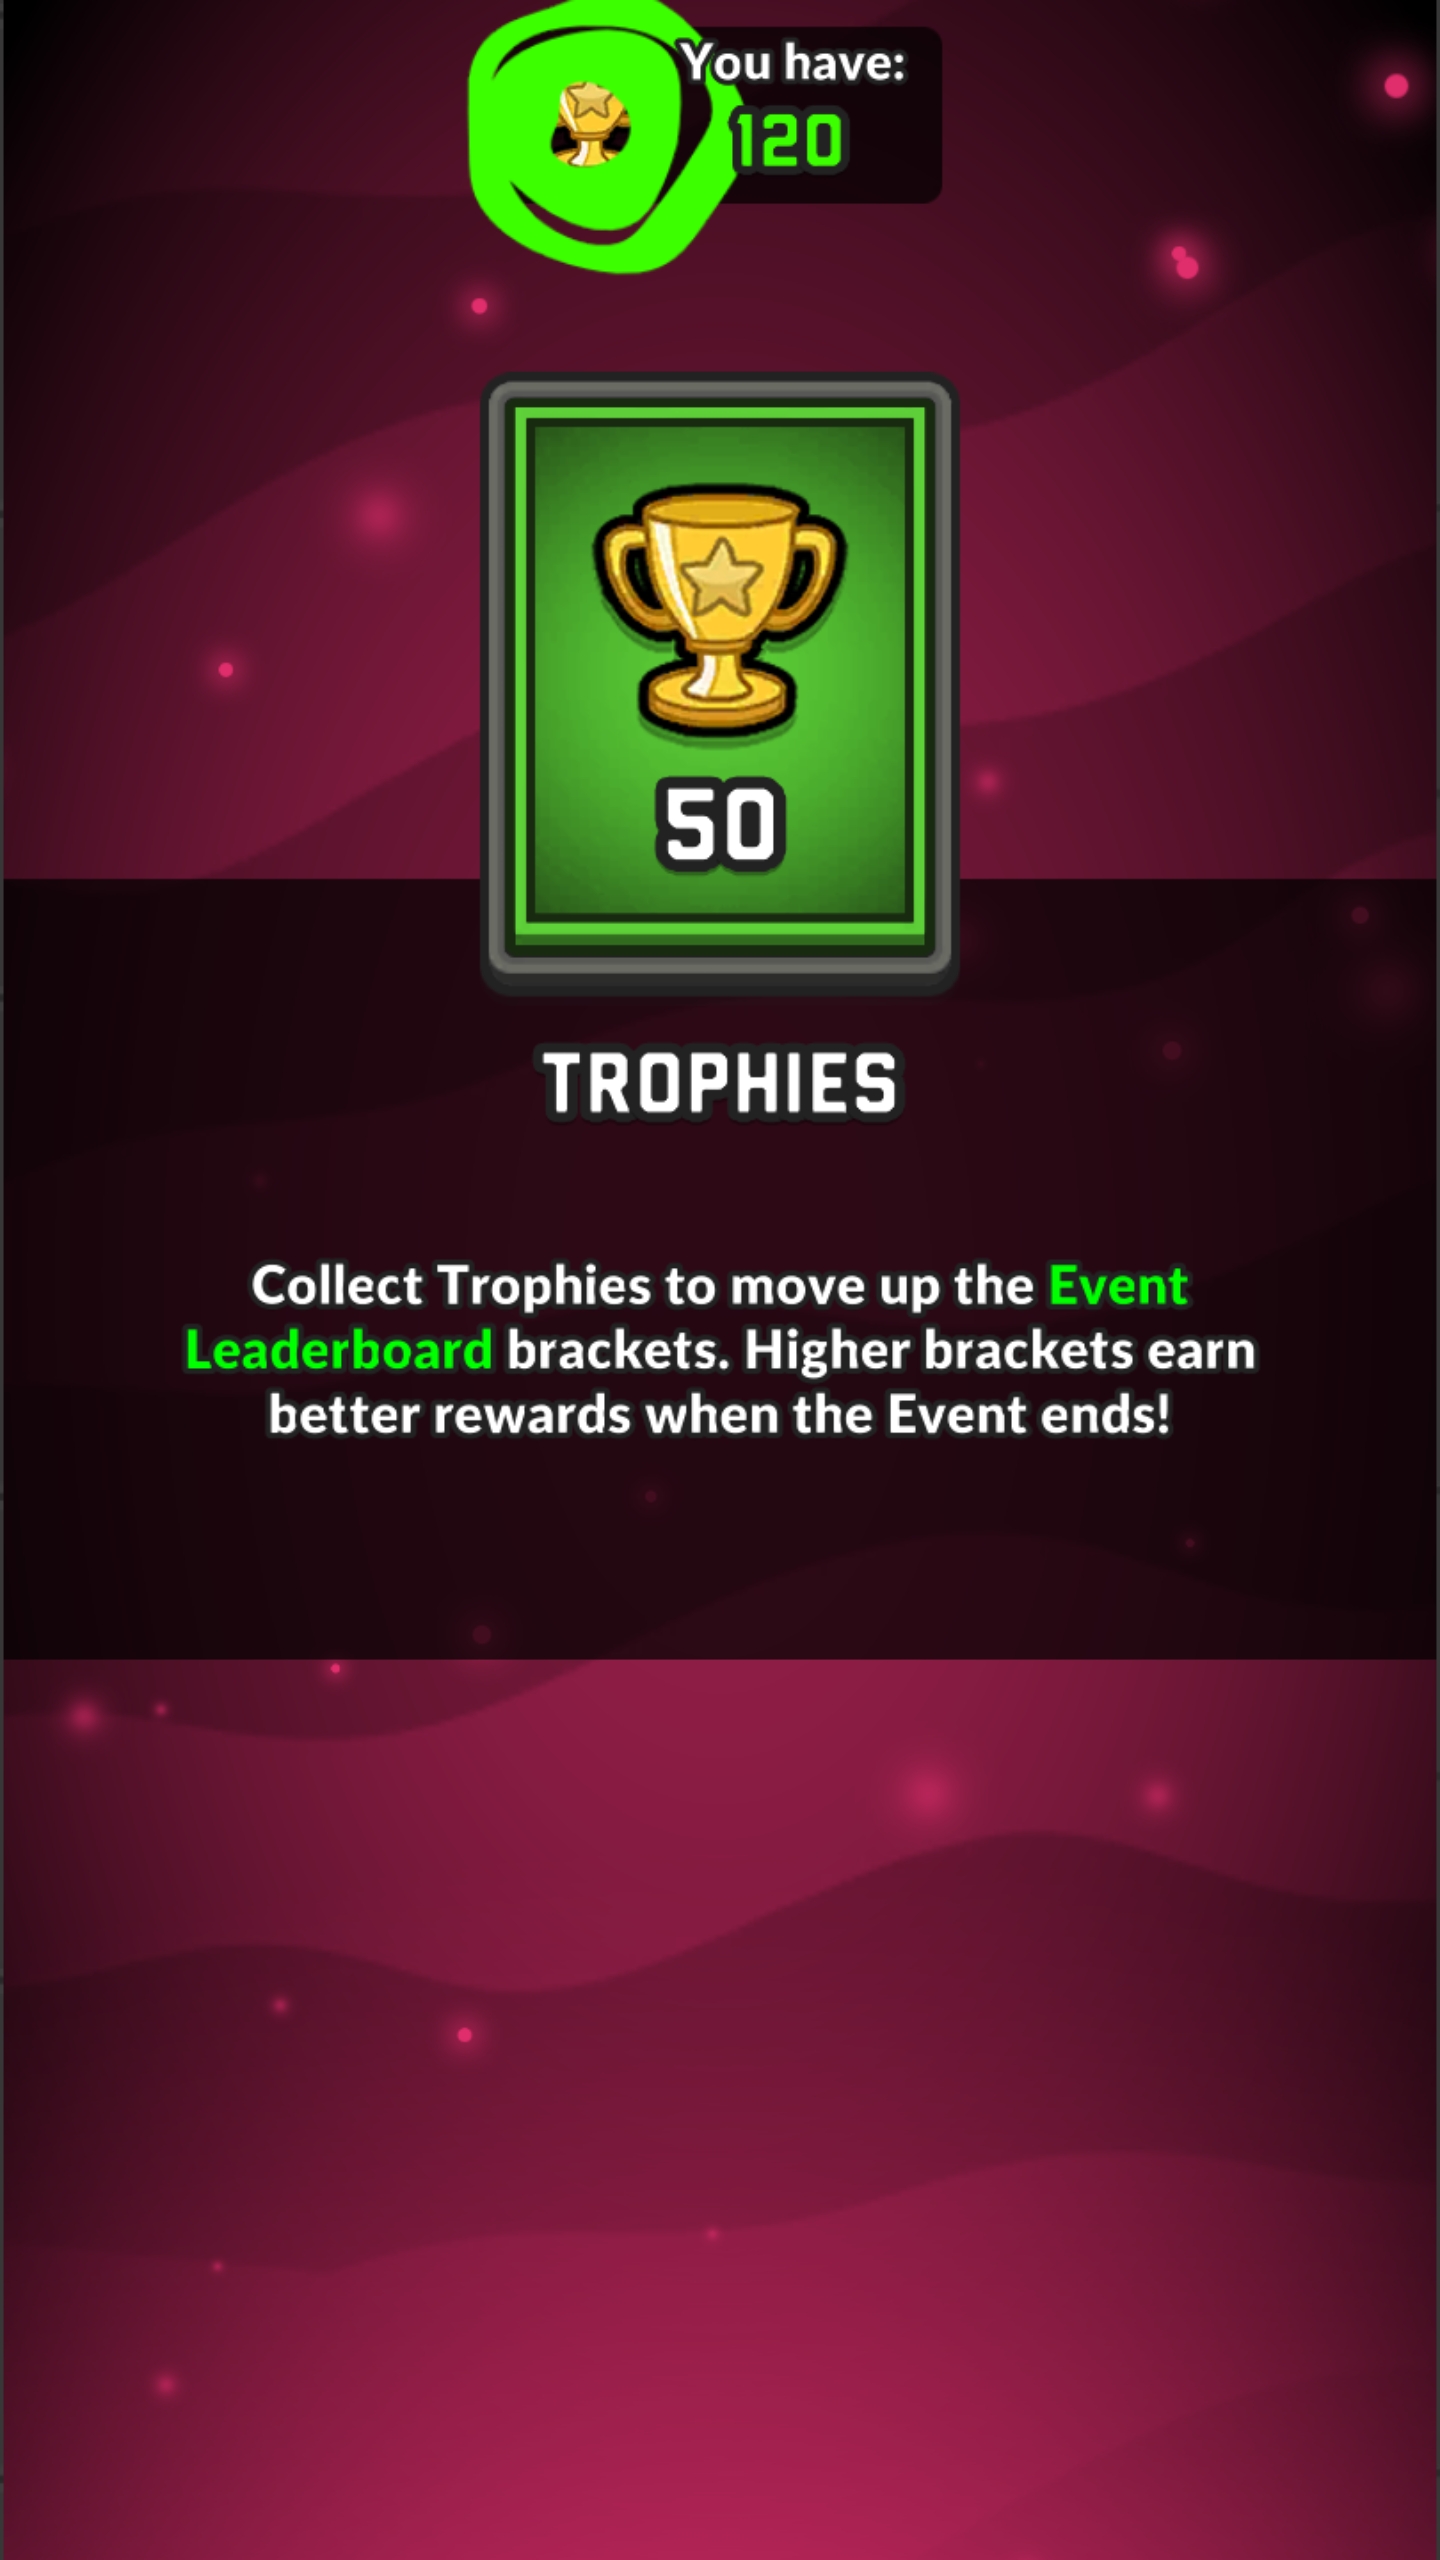 You have:
120
50
TROPHIES
Collect Trophies to move up the Event
Leaderboard brackets. Higher brackets earn
better rewards when the Event ends!